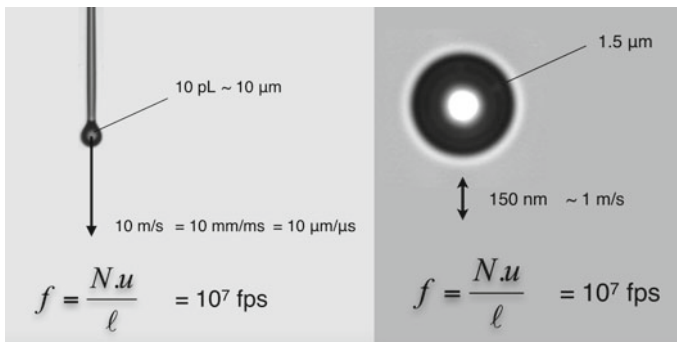 10 pL ~ 10 µm
10 m/s = 10 mm/ms = 10 µm/µs
f = N.u / ℓ = 10⁷ fps
1.5 µm
150 nm ~ 1 m/s
f = N.u / ℓ = 10⁷ fps